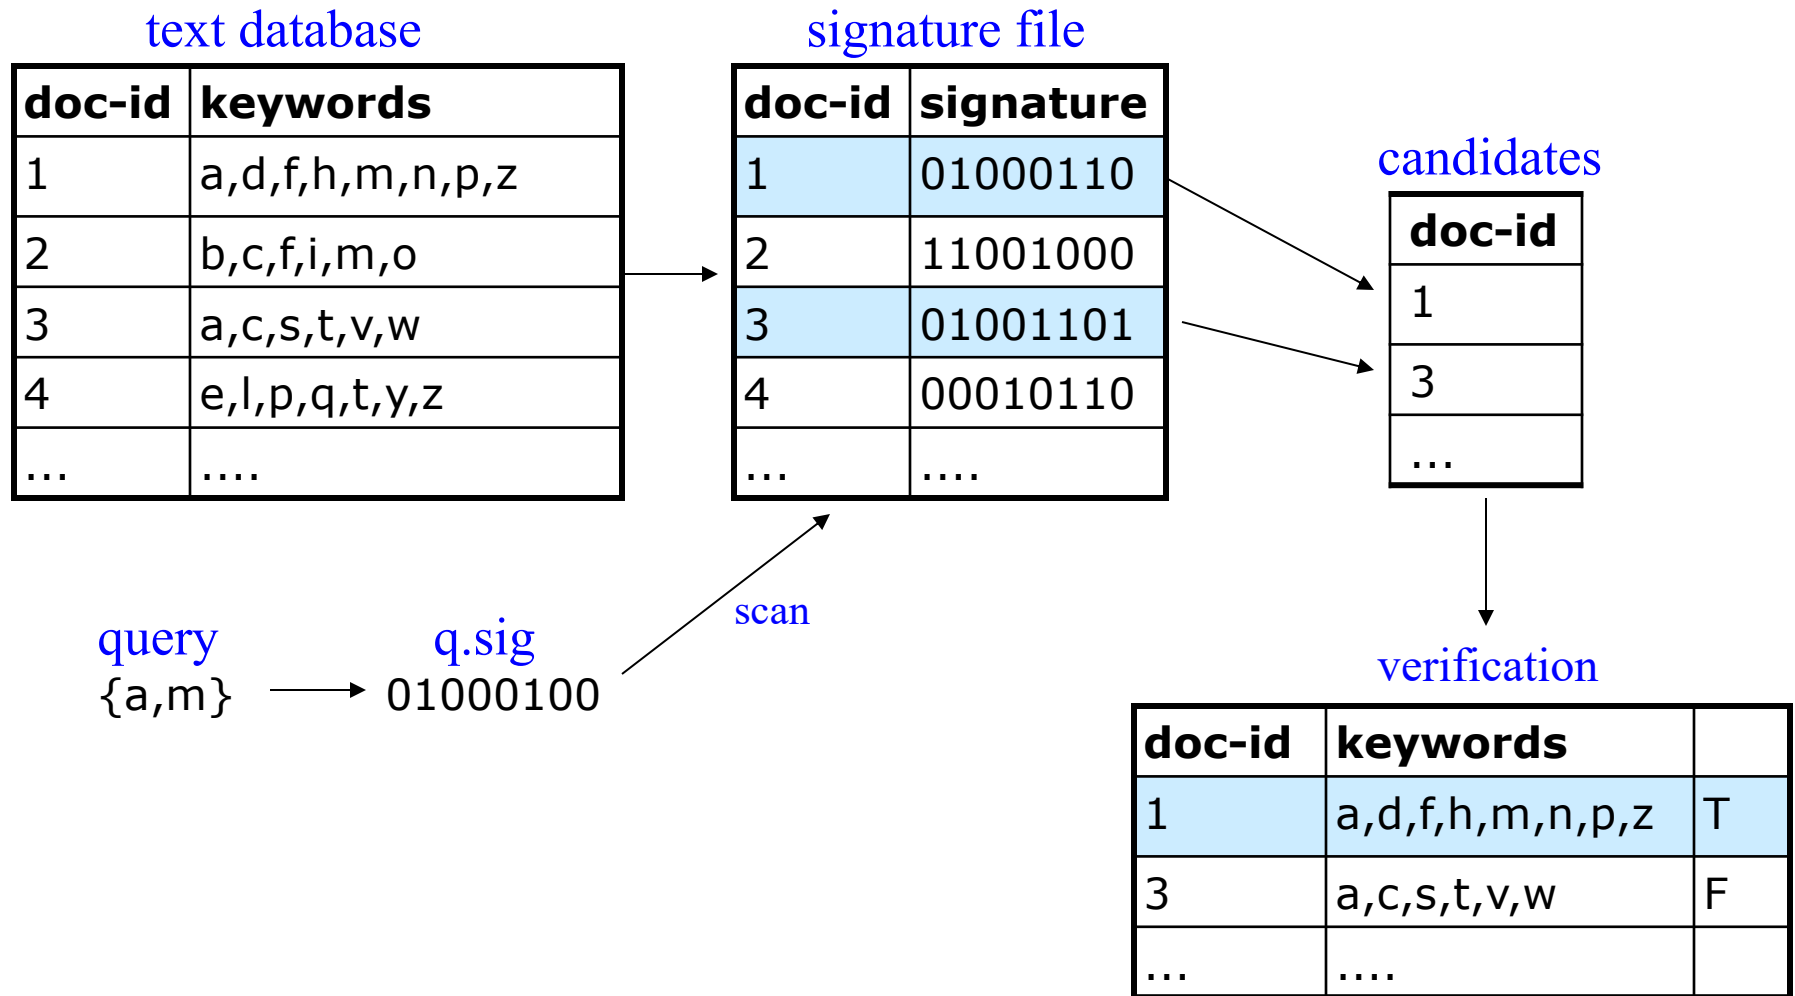 text database
doc-id keywords
1 a,d,f,h,m,n,p,z
2 b,c,f,i,m,o
3 a,c,s,t,v,w
4 e,l,p,q,t,y,z
... ....
signature file
doc-id signature
1 01000110
2 11001000
3 01001101
4 00010110
... ....
candidates
doc-id
1
3
...
scan
query
{a,m}
q.sig
01000100
verification
doc-id keywords
1 a,d,f,h,m,n,p,z T
3 a,c,s,t,v,w F
... ....